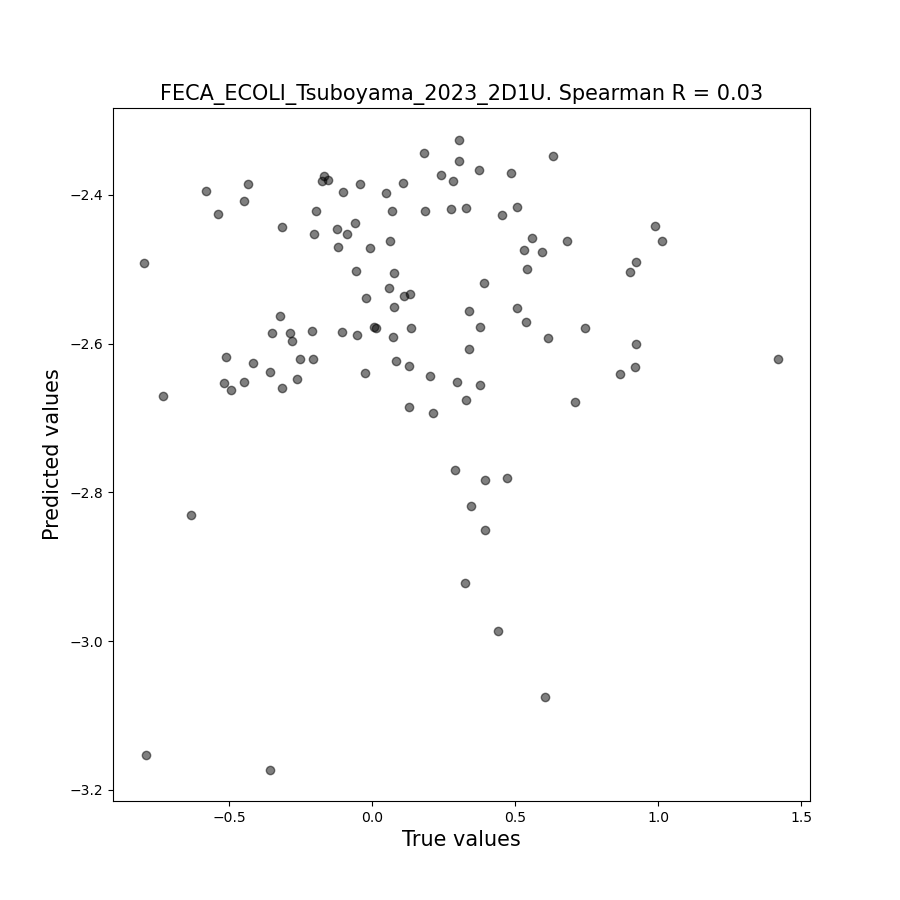 FECA_ECOLI_Tsuboyama_2023_2D1U. Spearman R = 0.03
−2.4
−2.6
−2.8
−3.0
−3.2
Predicted values
−0.5 0.0 0.5 1.0 1.5
True values